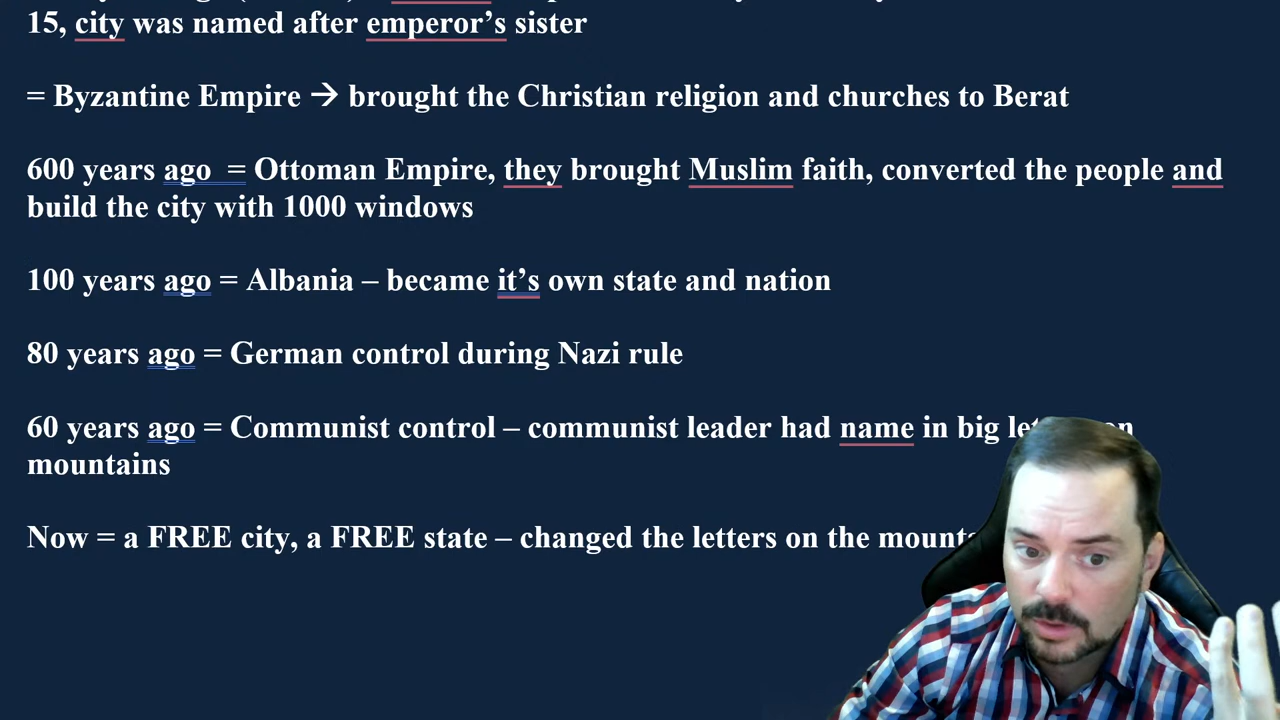 15, city was named after emperor’s sister
= Byzantine Empire → brought the Christian religion and churches to Berat
600 years ago  = Ottoman Empire, they brought Muslim faith, converted the people and
build the city with 1000 windows
100 years ago = Albania – became it’s own state and nation
80 years ago = German control during Nazi rule
60 years ago = Communist control – communist leader had name in big on
mountains
Now = a FREE city, a FREE state – changed the letters on the